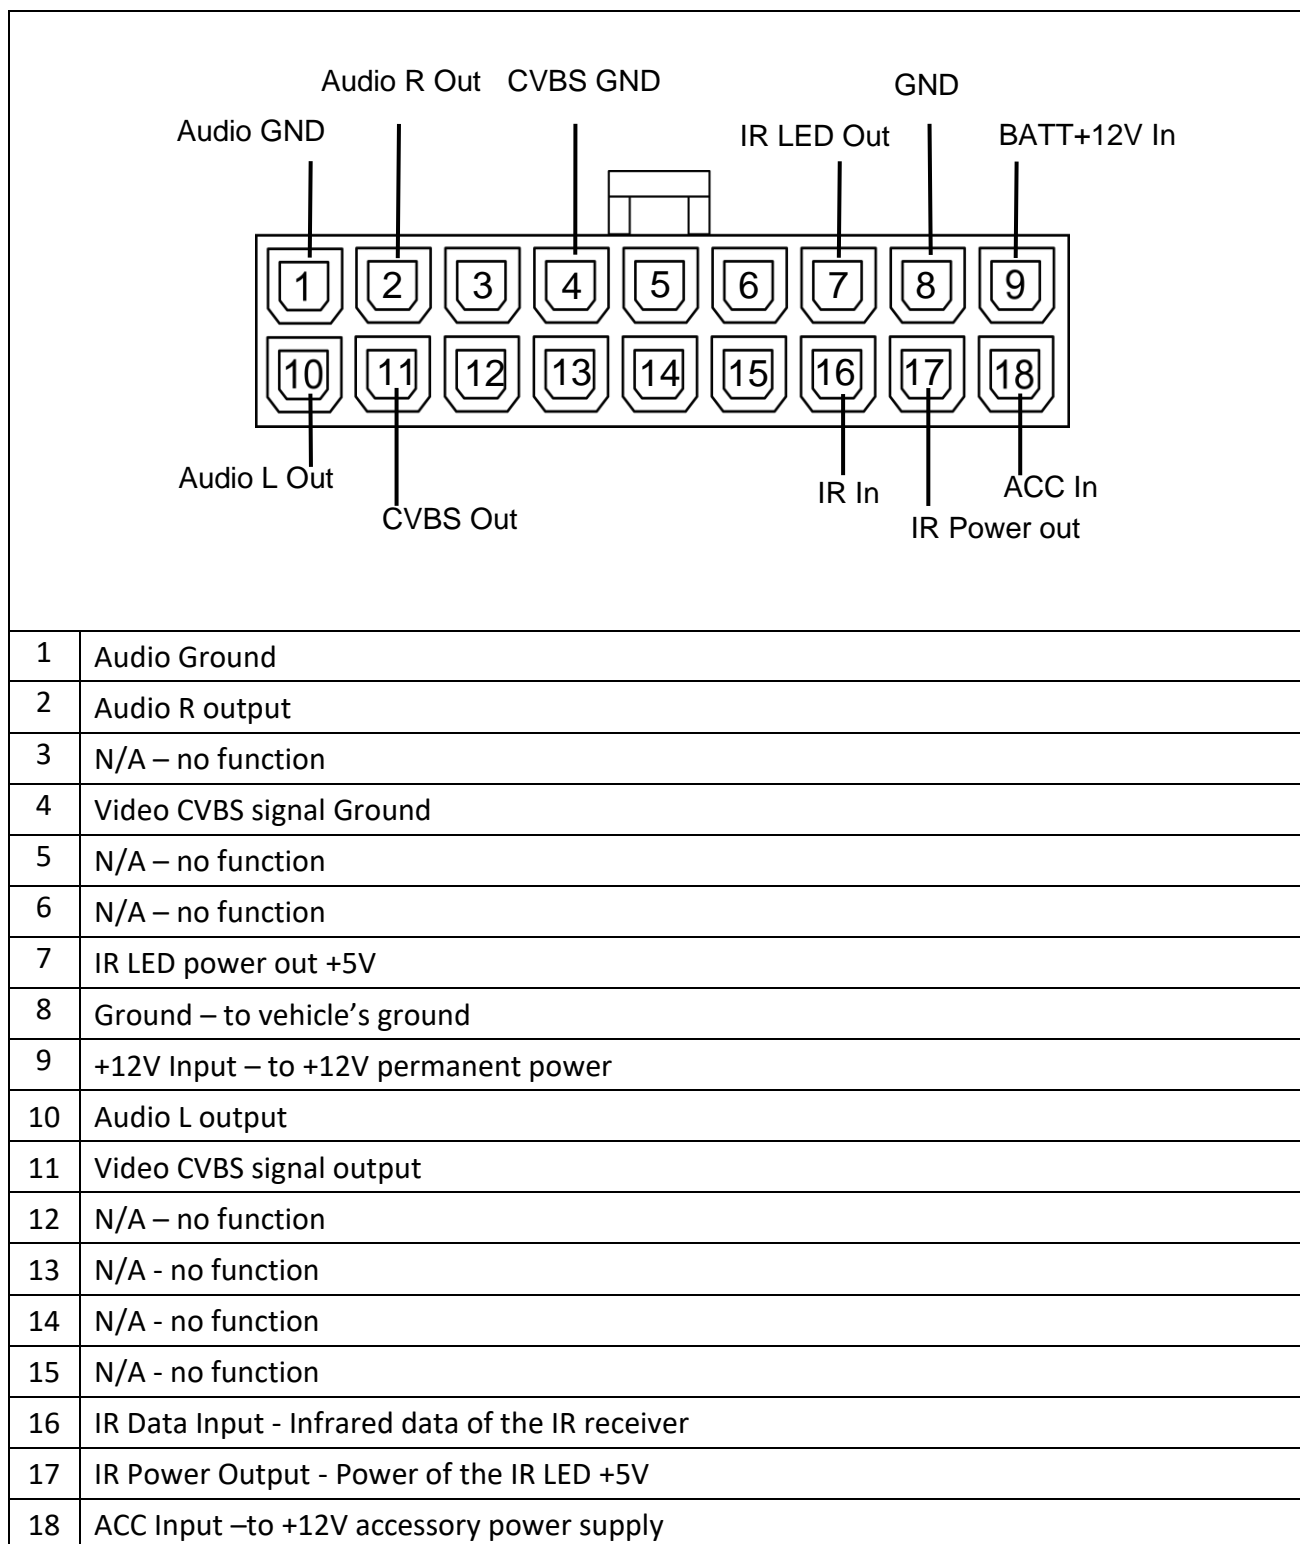 Audio R Out CVBS GND GND
Audio GND IR LED Out BATT+12V In
1 2 3 4 5 6 7 8 9
10 11 12 13 14 15 16 17 18
Audio L Out IR In ACC In
CVBS Out IR Power out
1 Audio Ground
2 Audio R output
3 N/A – no function
4 Video CVBS signal Ground
5 N/A – no function
6 N/A – no function
7 IR LED power out +5V
8 Ground – to vehicle’s ground
9 +12V Input – to +12V permanent power
10 Audio L output
11 Video CVBS signal output
12 N/A – no function
13 N/A - no function
14 N/A - no function
15 N/A - no function
16 IR Data Input - Infrared data of the IR receiver
17 IR Power Output - Power of the IR LED +5V
18 ACC Input –to +12V accessory power supply